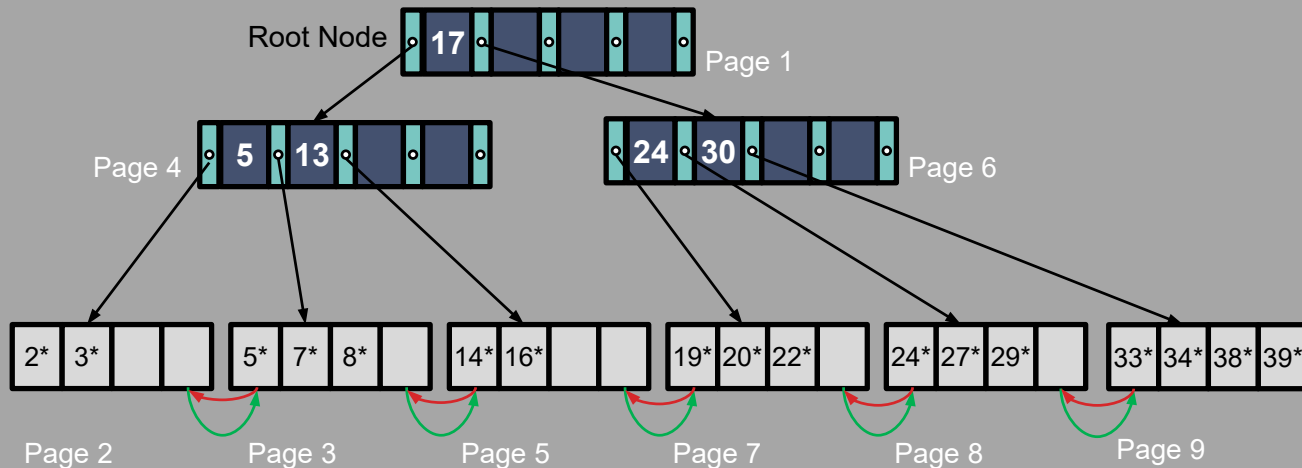 Root Node
17
Page 1
Page 4
5 13
24 30
Page 6
2* 3*
5* 7* 8*
14* 16*
19* 20* 22*
24* 27* 29*
33* 34* 38* 39*
Page 2
Page 3
Page 5
Page 7
Page 8
Page 9